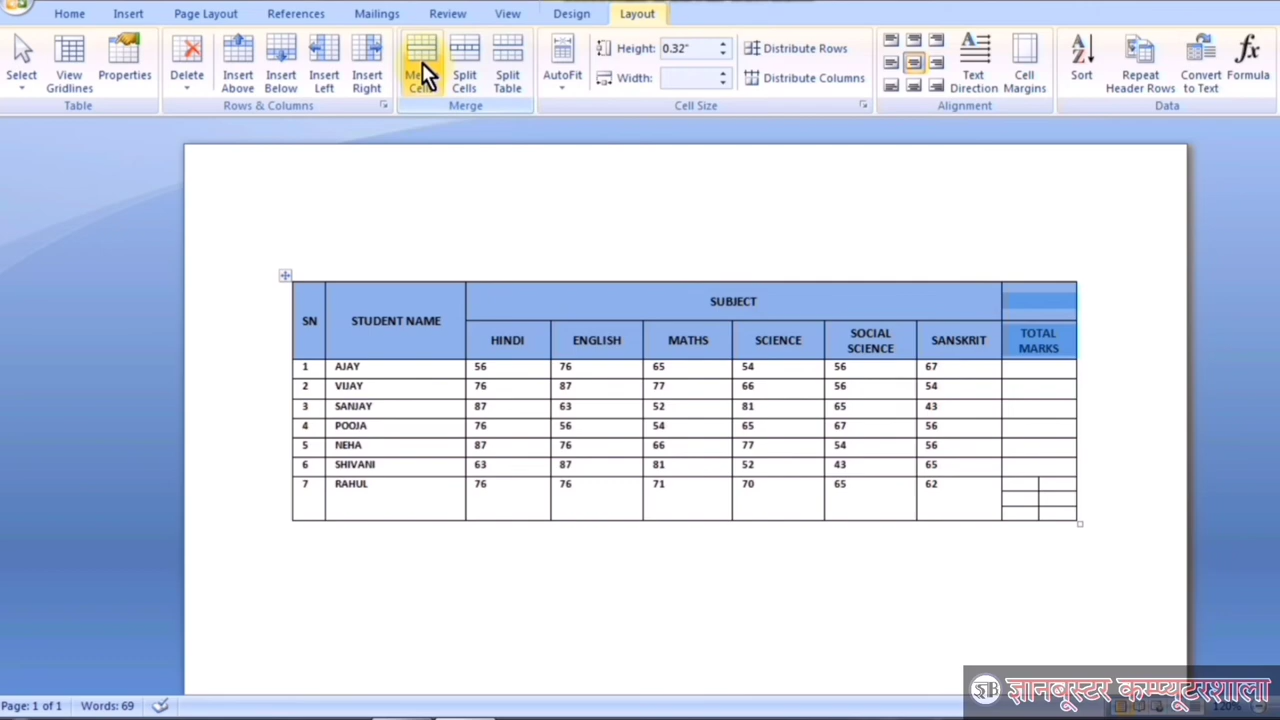 Home Insert Page Layout References Mailings Review View Design Layout
Select
View Gridlines
Properties
Table
Delete
Insert Above
Insert Below
Insert Left
Insert Right
Rows & Columns
Split Cells
Split Table
Merge
AutoFit
Height: 0.32"
Width:
Distribute Rows
Distribute Columns
Cell Size
Text Direction
Cell Margins
Alignment
Sort
Repeat Header Rows
Convert to Text
Formula
Data
SN STUDENT NAME SUBJECT
HINDI ENGLISH MATHS SCIENCE SOCIAL SCIENCE SANSKRIT TOTAL MARKS
1 AJAY 56 76 65 54 56 67
2 VIJAY 76 87 77 66 56 54
3 SANJAY 87 63 52 81 65 43
4 POOJA 76 56 54 65 67 56
5 NEHA 87 76 66 77 54 56
6 SHIVANI 63 87 81 52 43 65
7 RAHUL 76 76 71 70 65 62
ज्ञानबूस्टर कम्प्यूटरशाला
Page: 1 of 1 Words: 69 120%